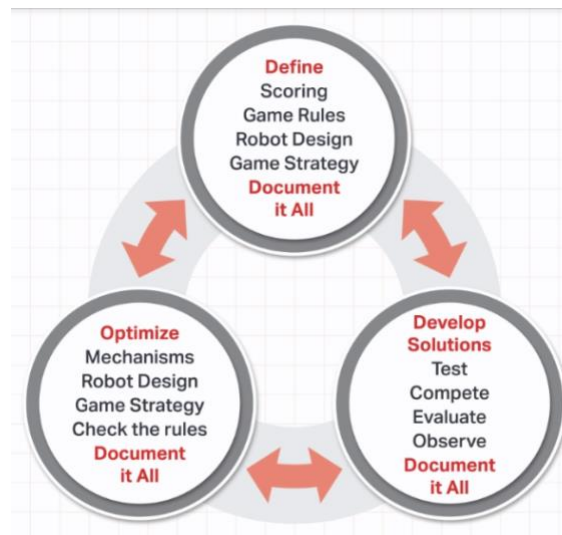 Define
Scoring
Game Rules
Robot Design
Game Strategy
Document
it All
Optimize
Mechanisms
Robot Design
Game Strategy
Check the rules
Document
it All
Develop
Solutions
Test
Compete
Evaluate
Observe
Document
it All